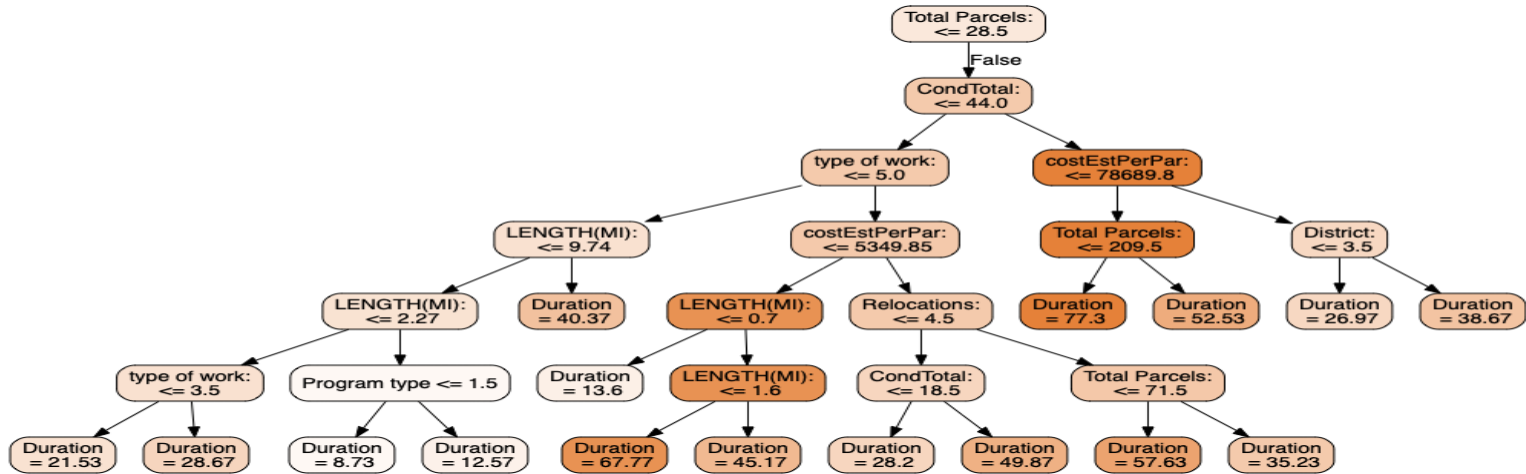 Total Parcels:
<= 28.5
False
CondTotal:
<= 44.0
type of work:
<= 5.0
costEstPerPar:
<= 78689.8
LENGTH(MI):
<= 9.74
costEstPerPar:
<= 5349.85
Total Parcels:
<= 209.5
District:
<= 3.5
LENGTH(MI):
<= 2.27
Duration
= 40.37
LENGTH(MI):
<= 0.7
Relocations:
<= 4.5
Duration
= 77.3
Duration
= 52.53
Duration
= 26.97
Duration
= 38.67
type of work:
<= 3.5
Program type <= 1.5
Duration
= 13.6
LENGTH(MI):
<= 1.6
CondTotal:
<= 18.5
Total Parcels:
<= 71.5
Duration
= 21.53
Duration
= 28.67
Duration
= 8.73
Duration
= 12.57
Duration
= 67.77
Duration
= 45.17
Duration
= 28.2
Duration
= 49.87
Duration
= 57.63
Duration
= 35.23